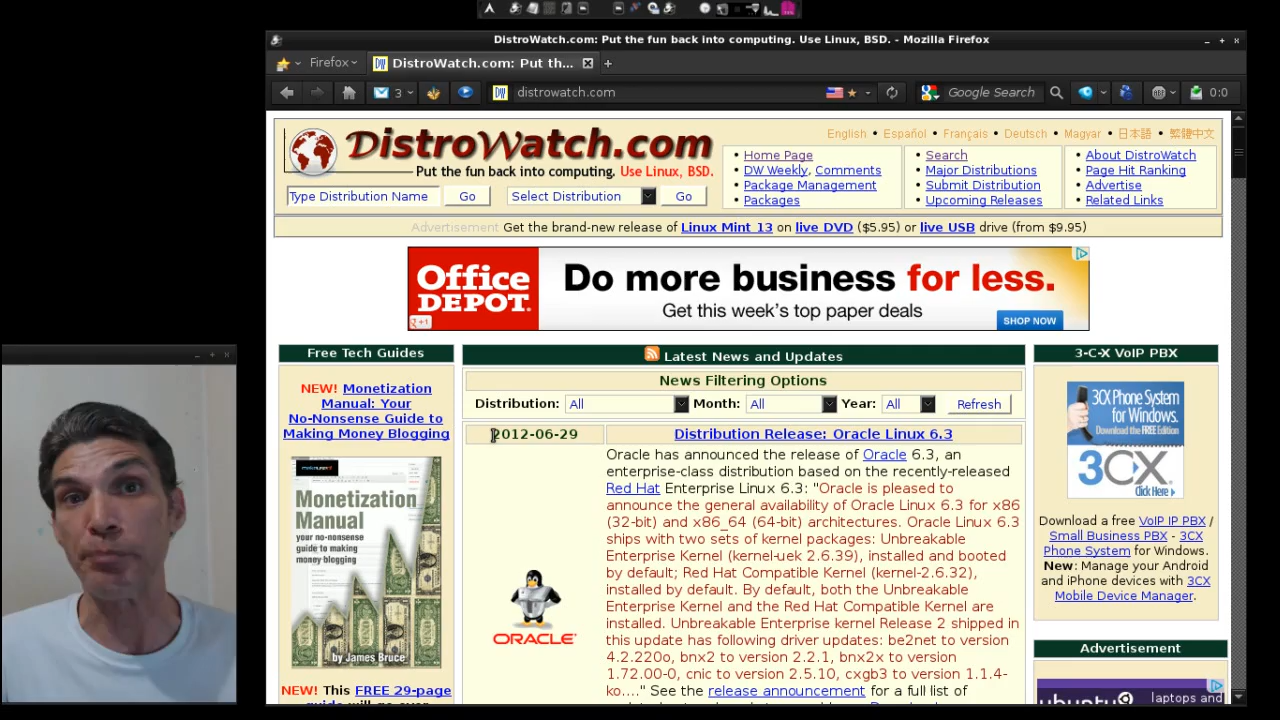 DistroWatch.com: Put the fun back into computing. Use Linux, BSD. - Mozilla Firefox
Firefox
DistroWatch.com: Put th...
3
DW
distrowatch.com
Google Search
0:0
DistroWatch.com
Put the fun back into computing. Use Linux, BSD.
English • Español • Français • Deutsch • Magyar • 日本語 • 繁體中文
Type Distribution Name
Go
Select Distribution
Go
• Home Page
• DW Weekly, Comments
• Package Management
• Packages
• Search
• Major Distributions
• Submit Distribution
• Upcoming Releases
• About DistroWatch
• Page Hit Ranking
• Advertise
• Related Links
Advertisement Get the brand-new release of Linux Mint 13 on live DVD ($5.95) or live USB drive (from $9.95)
Office DEPOT.
g +1
Do more business for less.
Get this week's top paper deals
SHOP NOW
Free Tech Guides
NEW! Monetization
Manual: Your
No-Nonsense Guide to
Making Money Blogging
Monetization
Manual
your no-nonsense
guide to making
money blogging
by James Bruce
NEW! This FREE 29-page
Latest News and Updates
News Filtering Options
Distribution: All Month: All Year: All Refresh
2012-06-29
Distribution Release: Oracle Linux 6.3
ORACLE
Oracle has announced the release of Oracle 6.3, an
enterprise-class distribution based on the recently-released
Red Hat Enterprise Linux 6.3: "Oracle is pleased to
announce the general availability of Oracle Linux 6.3 for x86
(32-bit) and x86_64 (64-bit) architectures. Oracle Linux 6.3
ships with two sets of kernel packages: Unbreakable
Enterprise Kernel (kernel-uek 2.6.39), installed and booted
by default; Red Hat Compatible Kernel (kernel-2.6.32),
installed by default. By default, both the Unbreakable
Enterprise Kernel and the Red Hat Compatible Kernel are
installed. Unbreakable Enterprise kernel Release 2 shipped in
this update has following driver updates: be2net to version
4.2.220o, bnx2 to version 2.2.1, bnx2x to version
1.72.00-0, cnic to version 2.5.10, cxgb3 to version 1.1.4-
ko...." See the release announcement for a full list of
3-C-X VoIP PBX
3CX Phone System
for Windows.
Download the FREE Edition
3CX
Click Here
Download a free VoIP IP PBX /
Small Business PBX - 3CX
Phone System for Windows.
New: Manage your Android
and iPhone devices with 3CX
Mobile Device Manager.
Advertisement
ubuntu
laptops and